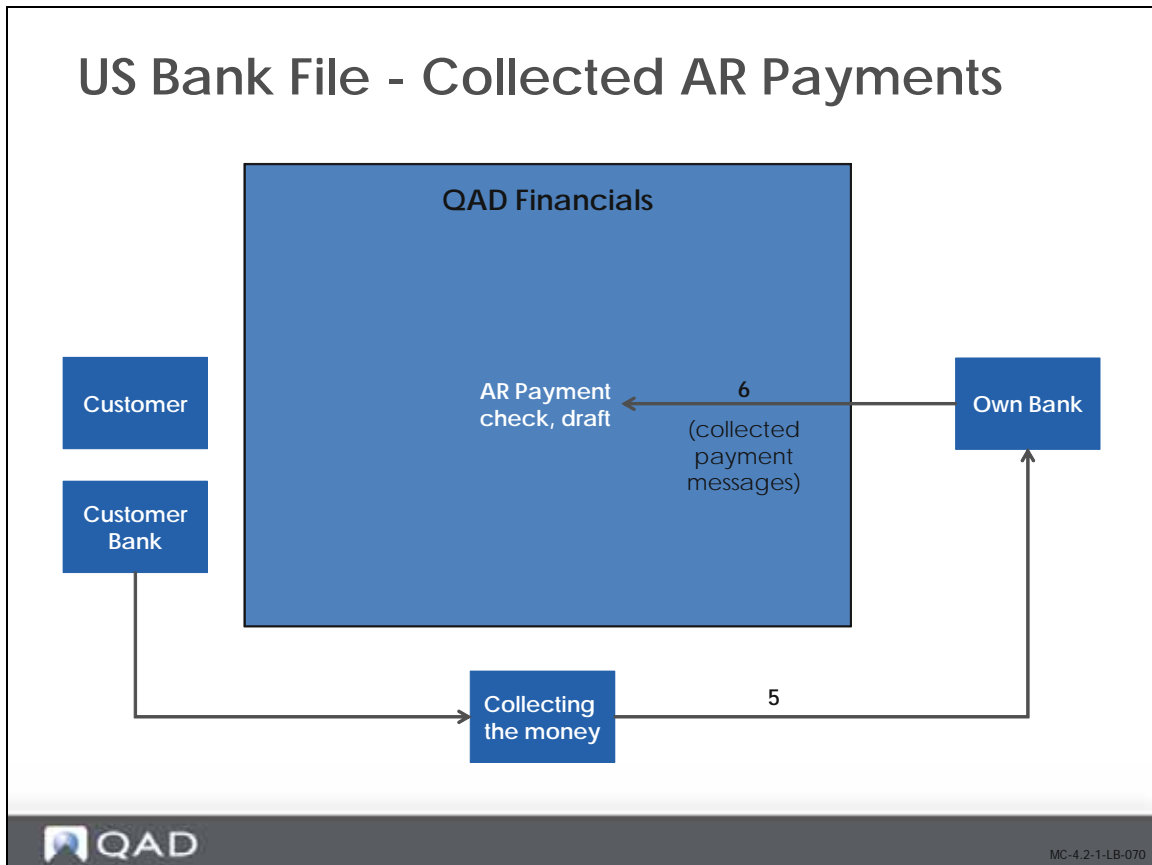 US Bank File - Collected AR Payments
QAD Financials
Customer
AR Payment
check, draft
6
(collected
payment
messages)
Own Bank
Customer
Bank
Collecting
the money
5
QAD
MC-4.2-1-LB-070